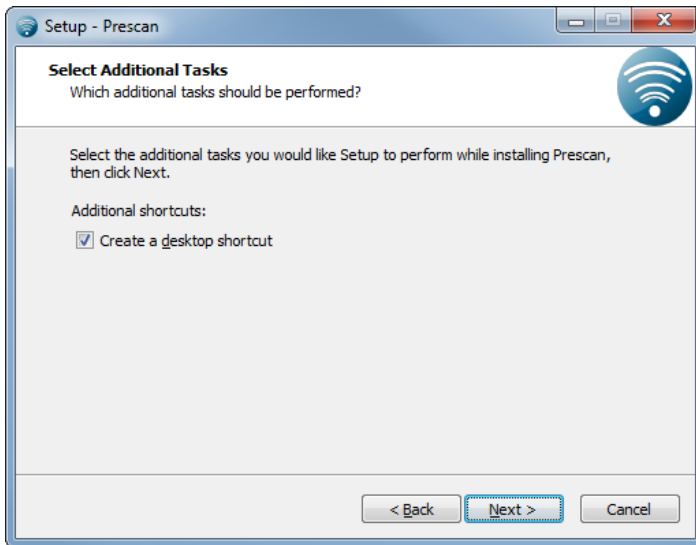 Setup - Prescan
Select Additional Tasks
Which additional tasks should be performed?
Select the additional tasks you would like Setup to perform while installing Prescan,
then click Next.
Additional shortcuts:
Create a desktop shortcut
< Back Next > Cancel